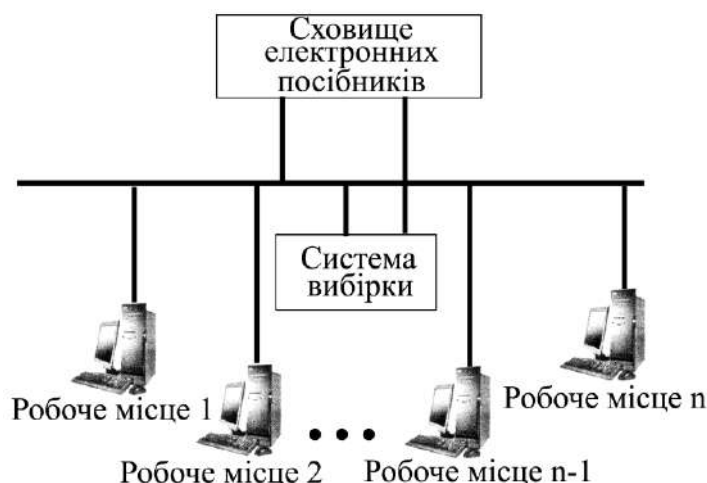 Сховище
електронних
посібників
Система
вибірки
Робоче місце 1
Робоче місце n
Робоче місце 2
Робоче місце n-1